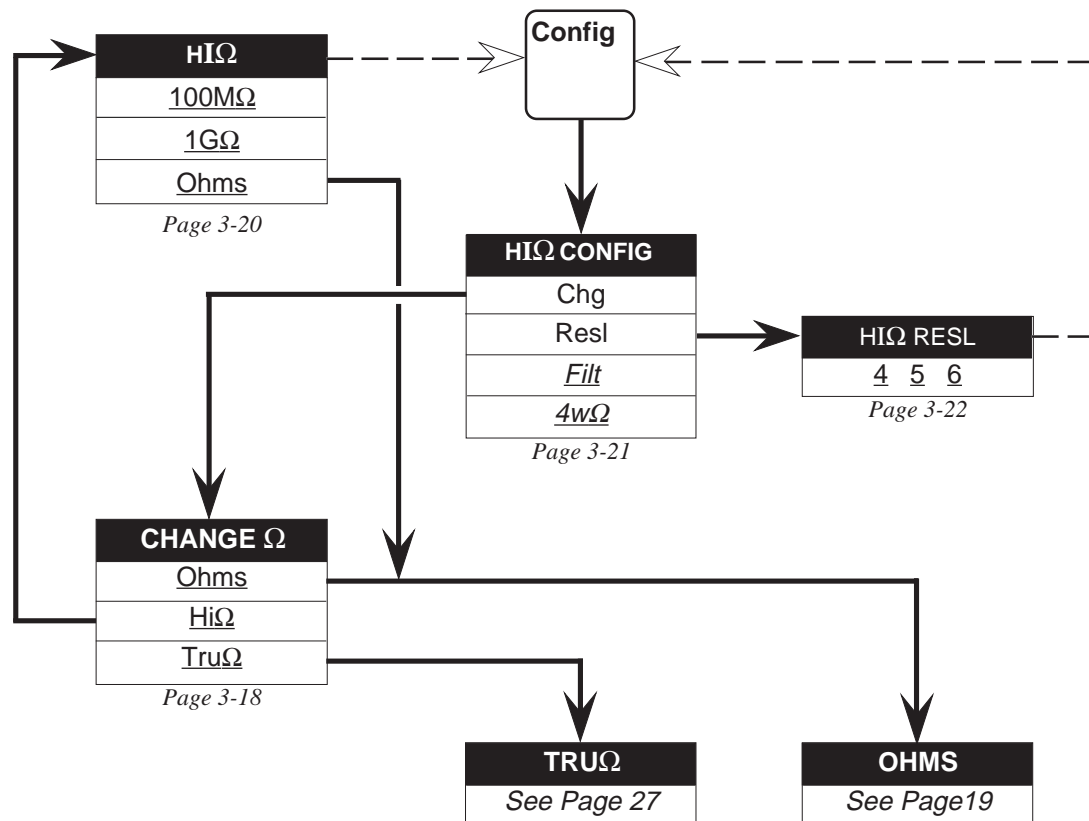 Config
HIΩ
100MΩ
1GΩ
Ohms
Page 3-20
HIΩ CONFIG
Chg
Resl
Filt
4wΩ
Page 3-21
HIΩ RESL
4 5 6
Page 3-22
CHANGE Ω
Ohms
HiΩ
TruΩ
Page 3-18
TRUΩ
See Page 27
OHMS
See Page19